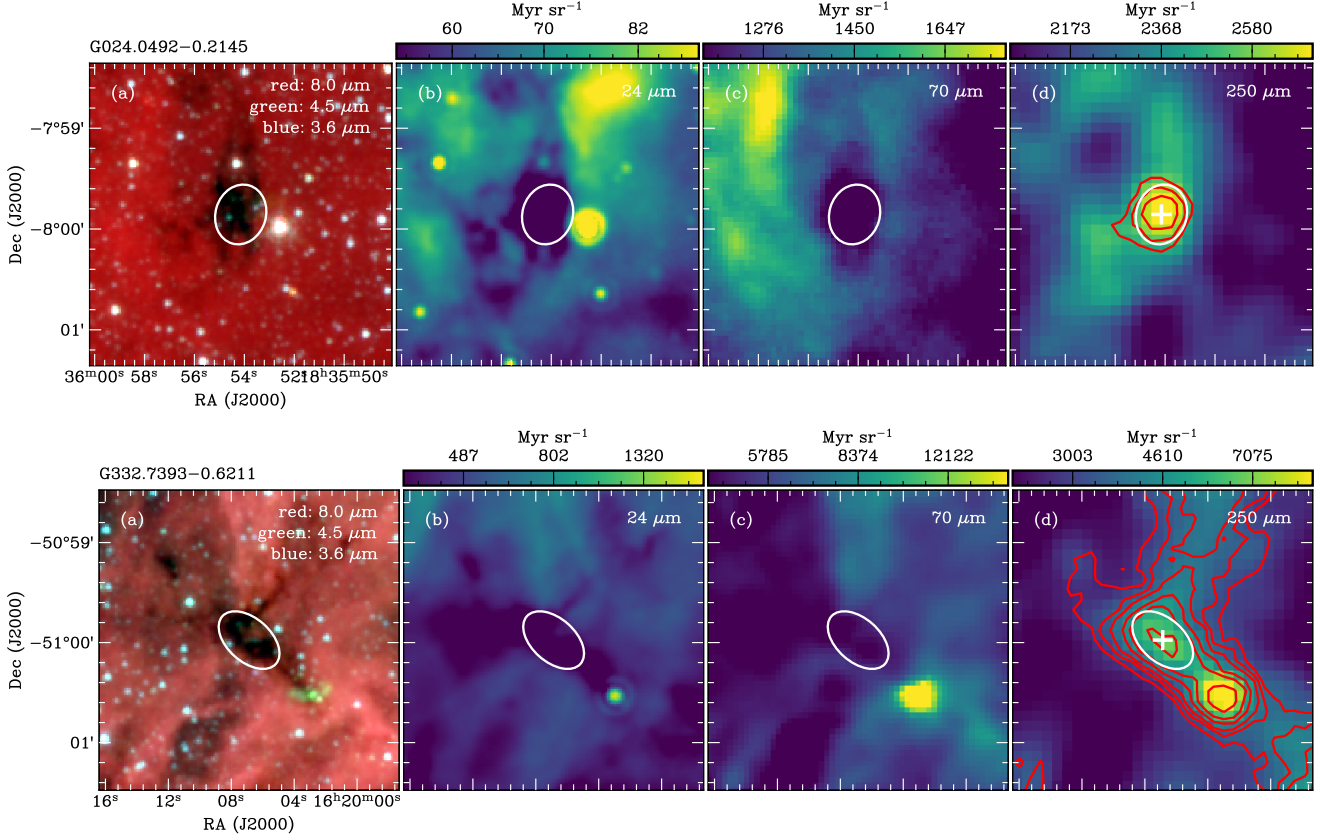 Myr sr⁻¹ Myr sr⁻¹ Myr sr⁻¹
60 70 82 1276 1450 1647 2173 2368 2580
G024.0492−0.2145
(a) red: 8.0 μm
green: 4.5 μm
blue: 3.6 μm
(b) 24 μm
(c) 70 μm
(d) 250 μm
Dec (J2000)
−7°59'
−8°00'
01'
36ᵐ00ˢ 58ˢ 56ˢ 54ˢ 52ˢ 18ʰ35ᵐ50ˢ
RA (J2000)
Myr sr⁻¹ Myr sr⁻¹ Myr sr⁻¹
487 802 1320 5785 8374 12122 3003 4610 7075
G332.7393−0.6211
(a) red: 8.0 μm
green: 4.5 μm
blue: 3.6 μm
(b) 24 μm
(c) 70 μm
(d) 250 μm
Dec (J2000)
−50°59'
−51°00'
01'
16ˢ 12ˢ 08ˢ 04ˢ 16ʰ20ᵐ00ˢ
RA (J2000)